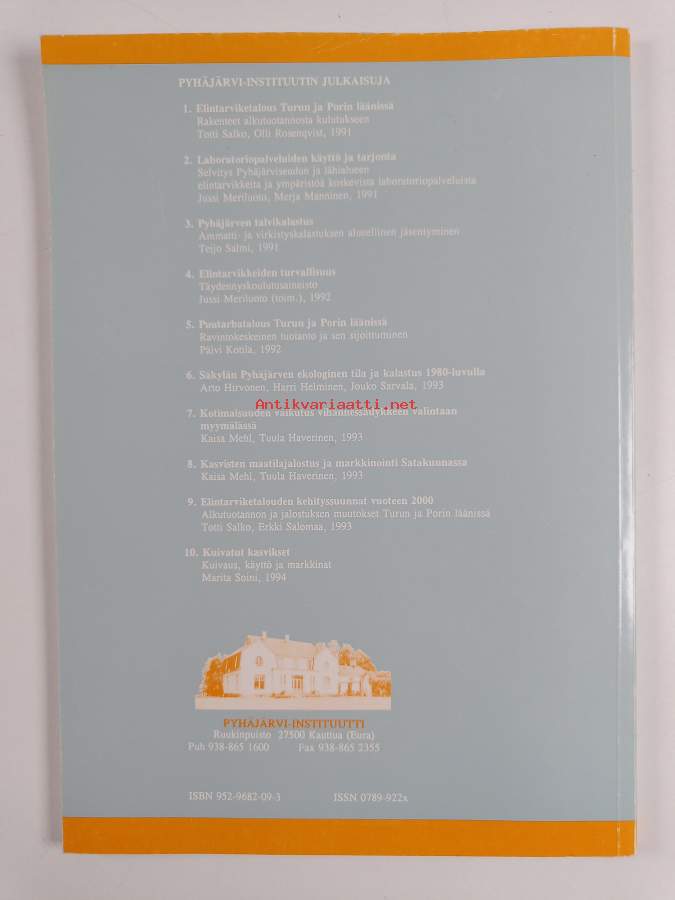 PYHÄJÄRVI-INSTITUUTIN JULKAISUJA
1. Elintarviketalous Turun ja Porin läänissä
Rakenteet alkutuotannosta kulutukseen
Totti Salko, Olli Rosenqvist, 1991
2. Laboratoriopalveluiden käyttö ja tarjonta
Selvitys Pyhäjärviseudun ja lähialueen
elintarvikkeita ja ympäristöä koskevista laboratoriopalveluista
Jussi Meriluoto, Merja Manninen, 1991
3. Pyhäjärven talvikalastus
Ammatti- ja virkistyskalastuksen alueellinen jäsentyminen
Teijo Salmi, 1991
4. Elintarvikkeiden turvallisuus
Täydennyskoulutusaineisto
Jussi Meriluoto (toim.), 1992
5. Puutarhatalous Turun ja Porin läänissä
Ravintokeskeinen tuotanto ja sen sijoittuminen
Päivi Kotila, 1992
6. Säkylän Pyhäjärven ekologinen tila ja kalastus 1980-luvulla
Arto Hirvonen, Harri Helminen, Jouko Sarvala, 1993
Antikvariaatti.net
7. Kotimaisuuden vaikutus vihannessäilykkeen valintaan
myymälässä
Kaisa Mehl, Tuula Haverinen, 1993
8. Kasvisten maatilajalostus ja markkinointi Satakunnassa
Kaisa Mehl, Tuula Haverinen, 1993
9. Elintarviketalouden kehityssuunnat vuoteen 2000
Alkutuotannon ja jalostuksen muutokset Turun ja Porin läänissä
Totti Salko, Erkki Salomaa, 1993
10. Kuivatut kasvikset
Kuivaus, käyttö ja markkinat
Marita Soini, 1994
PYHÄJÄRVI-INSTITUUTTI
Ruukinpuisto 27500 Kauttua (Eura)
Puh 938-865 1600 Fax 938-865 2355
ISBN 952-9682-09-3 ISSN 0789-922x